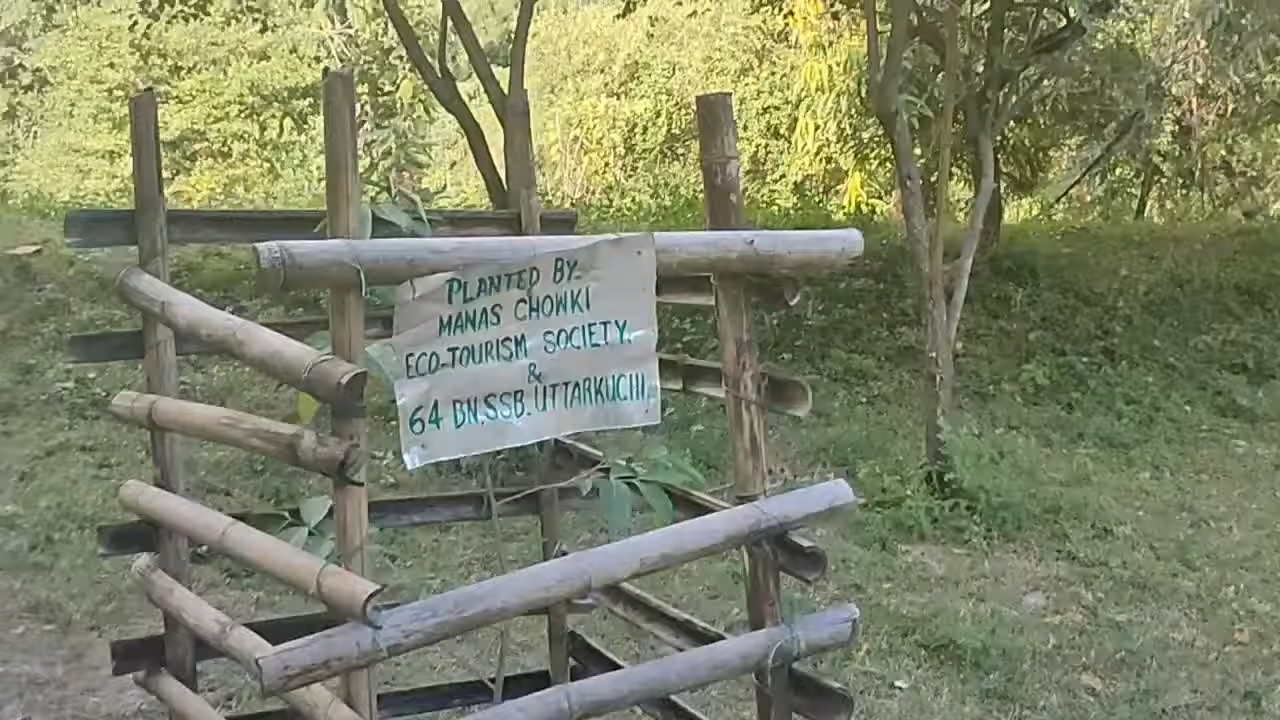 PLANTED BY-
MANAS CHOWKI
ECO-TOURISM SOCIETY.
&
64 BN.SSB.UTTARKUCHI.